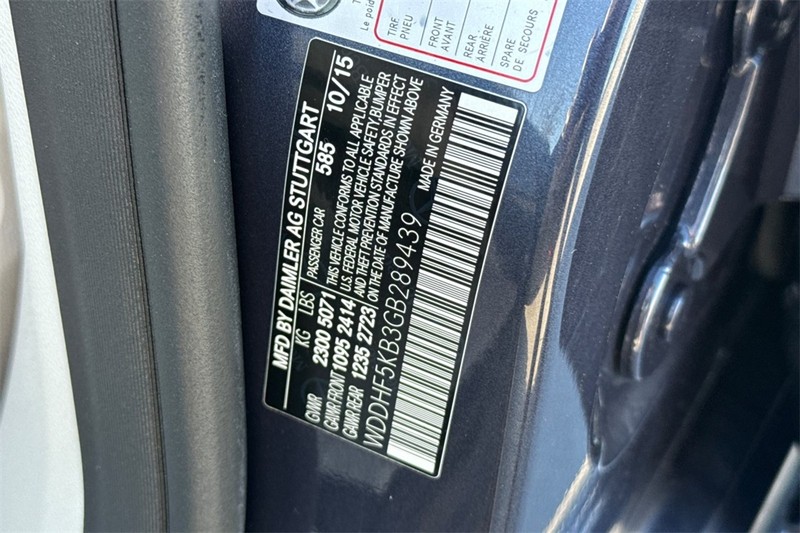 Le poid
TIRE
PNEU
FRONT
AVANT
REAR
ARRIÈRE
SPARE
DE SECOURS
MFD BY DAIMLER AG STUTTGART
KG LBS PASSENGER CAR 585 10/15
GVWR 2300 5071 THIS VEHICLE CONFORMS TO ALL APPLICABLE
GAWR FRONT 1095 2414 U.S. FEDERAL MOTOR VEHICLE SAFETY,BUMPER
GAWR REAR 1235 2723 AND THEFT PREVENTION STANDARDS IN EFFECT
ON THE DATE OF MANUFACTURE SHOWN ABOVE
WDDHF5KB3GB289439 MADE IN GERMANY